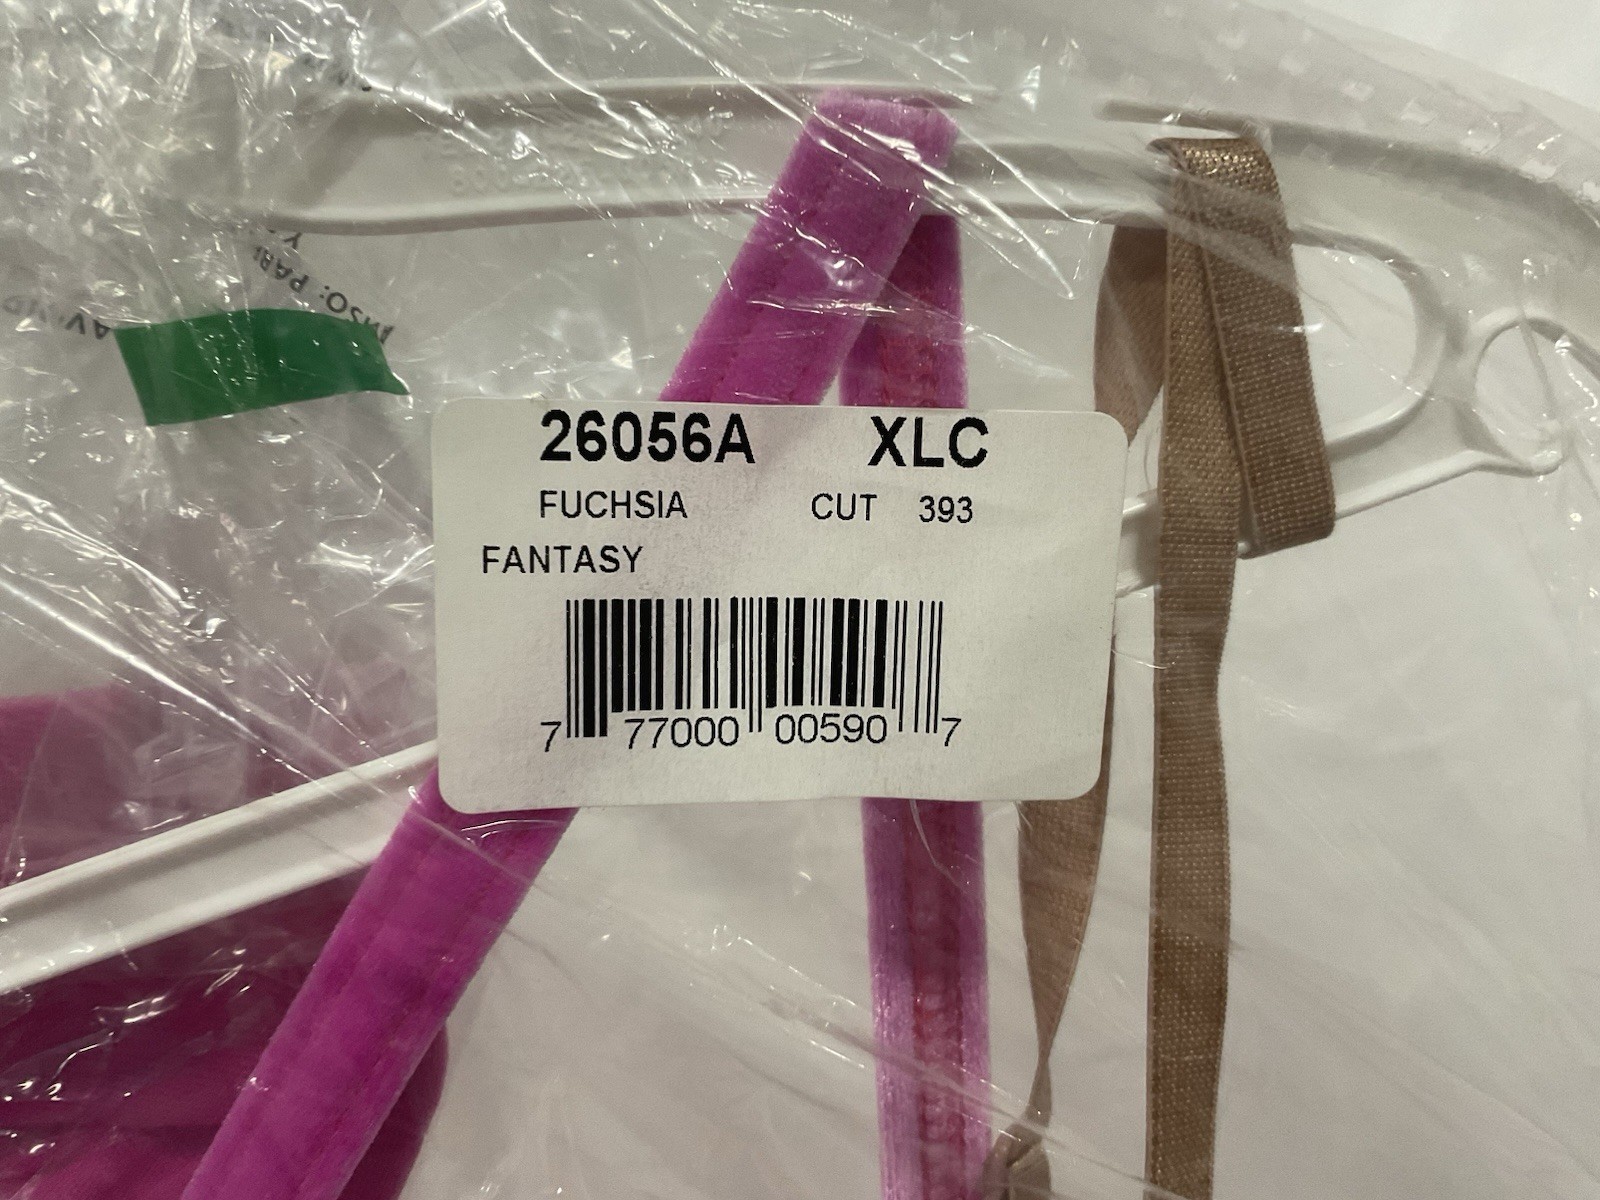 26056A XLC
FUCHSIA CUT 393
FANTASY
7 77000 00590 7